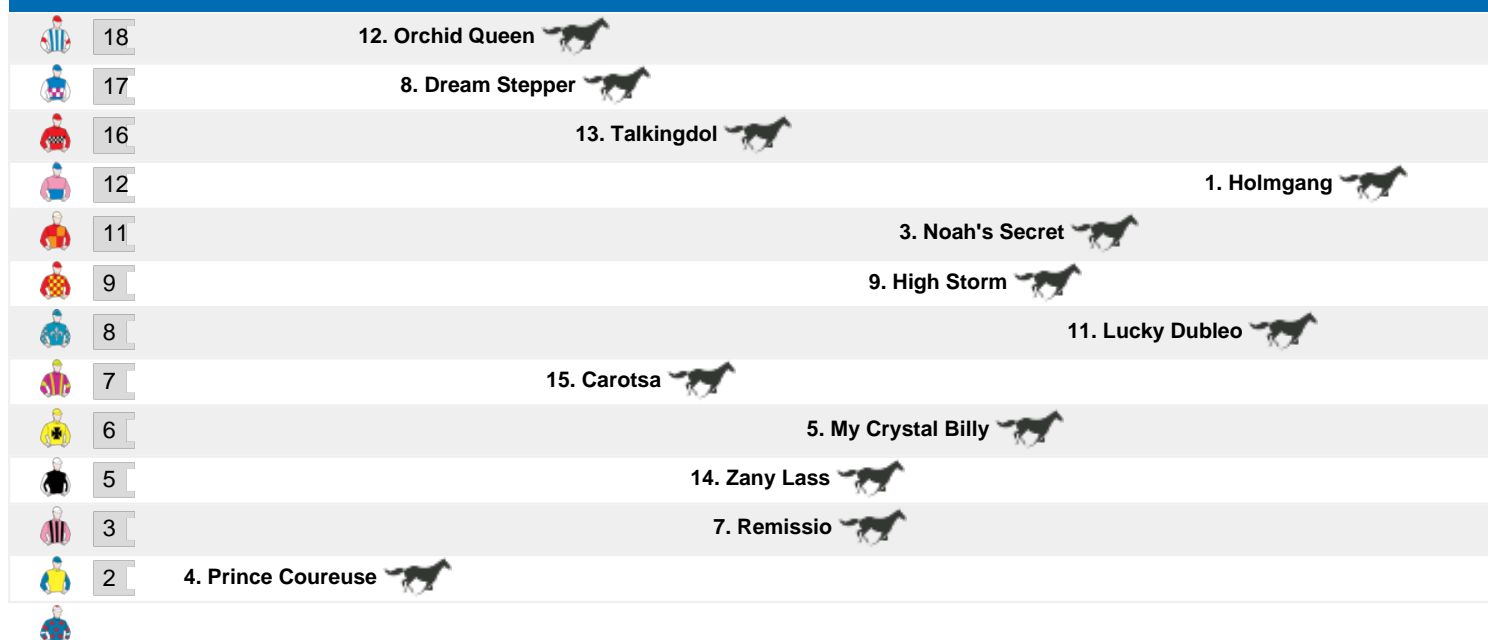 18 12. Orchid Queen
17 8. Dream Stepper
16 13. Talkingdol
12 1. Holmgang
11 3. Noah's Secret
9 9. High Storm
8 11. Lucky Dubleo
7 15. Carotsa
6 5. My Crystal Billy
5 14. Zany Lass
3 7. Remissio
2 4. Prince Coureuse